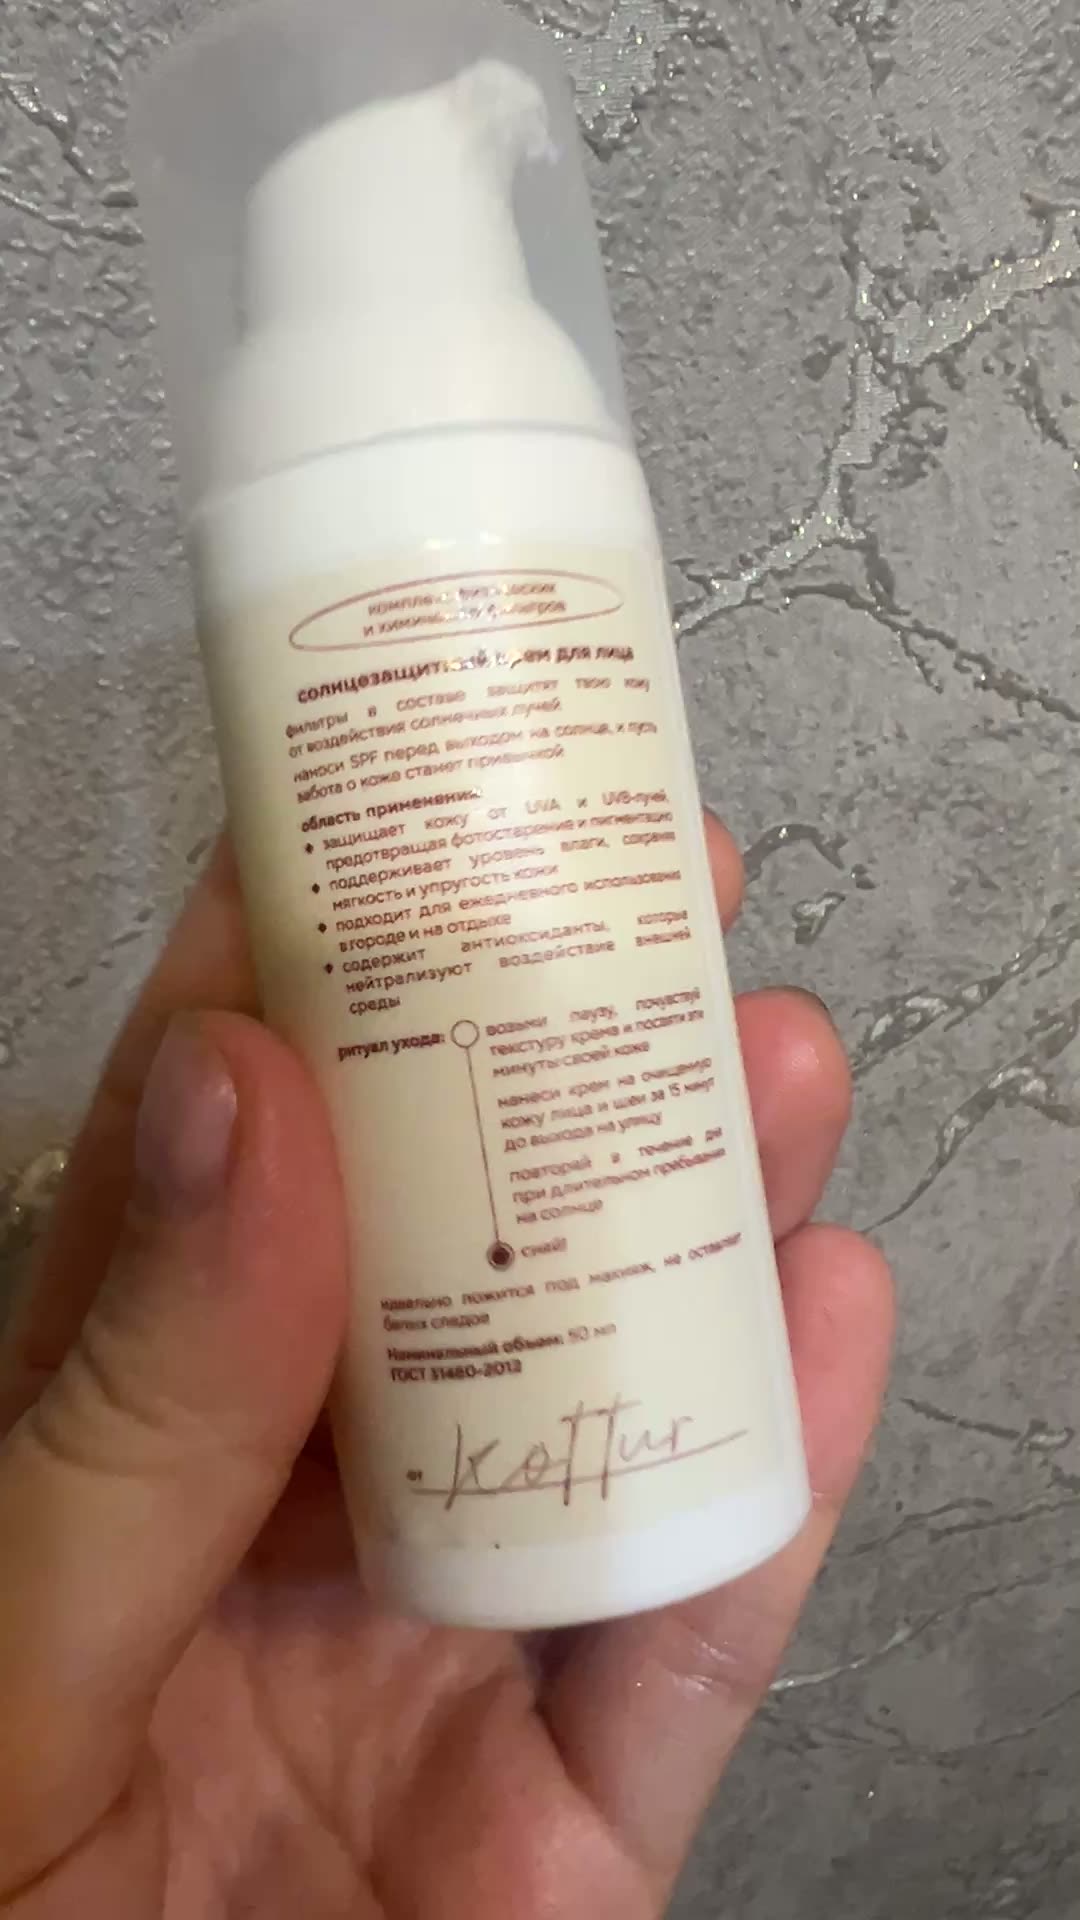 комплекс физических
и химических фильтров
солнцезащитный крем для лица
фильтры в составе защитят твою кожу
от воздействия солнечных лучей
наноси SPF перед выходом на солнце, и пусть
забота о коже станет привычкой
область применения:
защищает кожу от UVA и UVB-лучей,
предотвращая фотостарение и пигментацию
поддерживает уровень влаги, сохраняя
мягкость и упругость кожи
подходит для ежедневного использования
в городе и на отдыхе
содержит антиоксиданты, которые
нейтрализуют воздействие внешней
среды
ритуал ухода:
возьми паузу, почувствуй
текстуру крема и посвяти эти
минуты своей коже
нанеси крем на очищенную
кожу лица и шеи за 15 минут
до выхода на улицу
повторяй в течение дня
при длительном пребывании
на солнце
сияй!
идеально ложится под макияж, не оставляет
белых следов
Номинальный объем: 50 мл
ГОСТ 31460-2012
от kottur